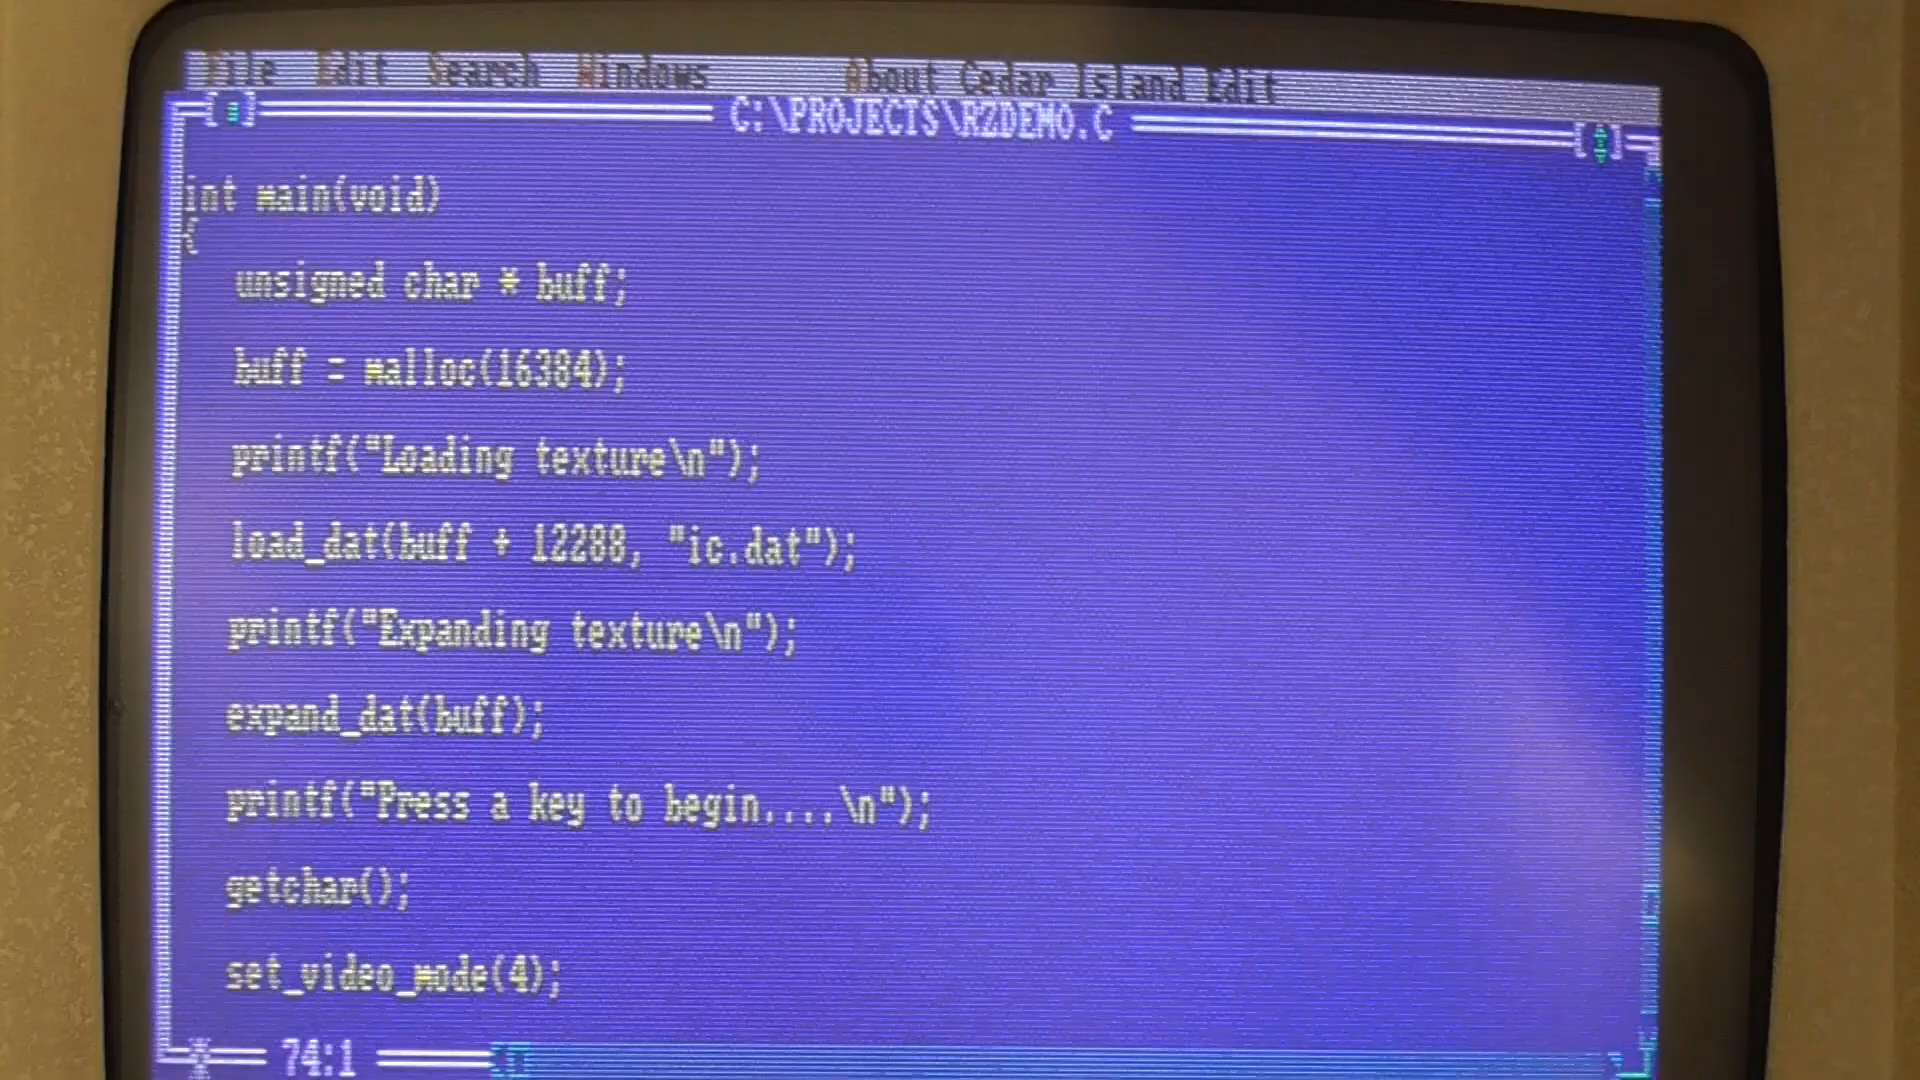 File Edit Search Windows About Cedar Island Edit
C:\PROJECTS\RZDEMO.C
int main(void)
{
unsigned char * buff;
buff = malloc(16384);
printf("Loading texture\n");
load_dat(buff + 12288, "ic.dat");
printf("Expanding texture\n");
expand_dat(buff);
printf("Press a key to begin....\n");
getchar();
set_video_mode(4);
74:1